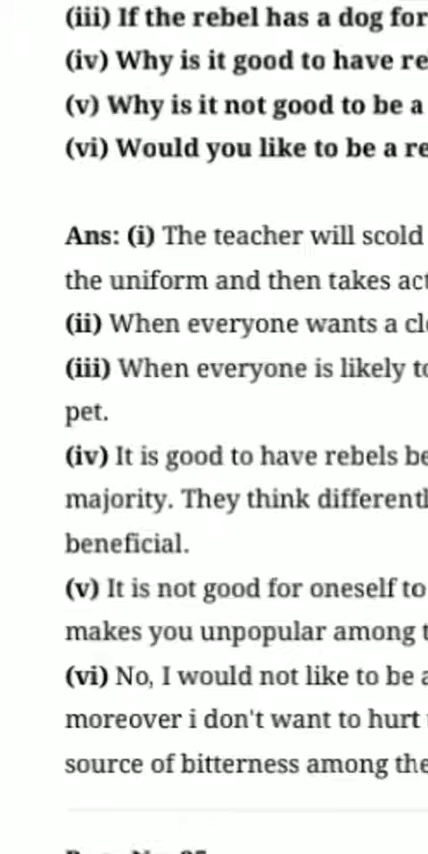 (iii) If the rebel has a dog for
(iv) Why is it good to have re
(v) Why is it not good to be a
(vi) Would you like to be a re
Ans: (i) The teacher will scold
the uniform and then takes act
(ii) When everyone wants a cl
(iii) When everyone is likely to
pet.
(iv) It is good to have rebels be
majority. They think differentl
beneficial.
(v) It is not good for oneself to
makes you unpopular among t
(vi) No, I would not like to be a
moreover i don't want to hurt
source of bitterness among the